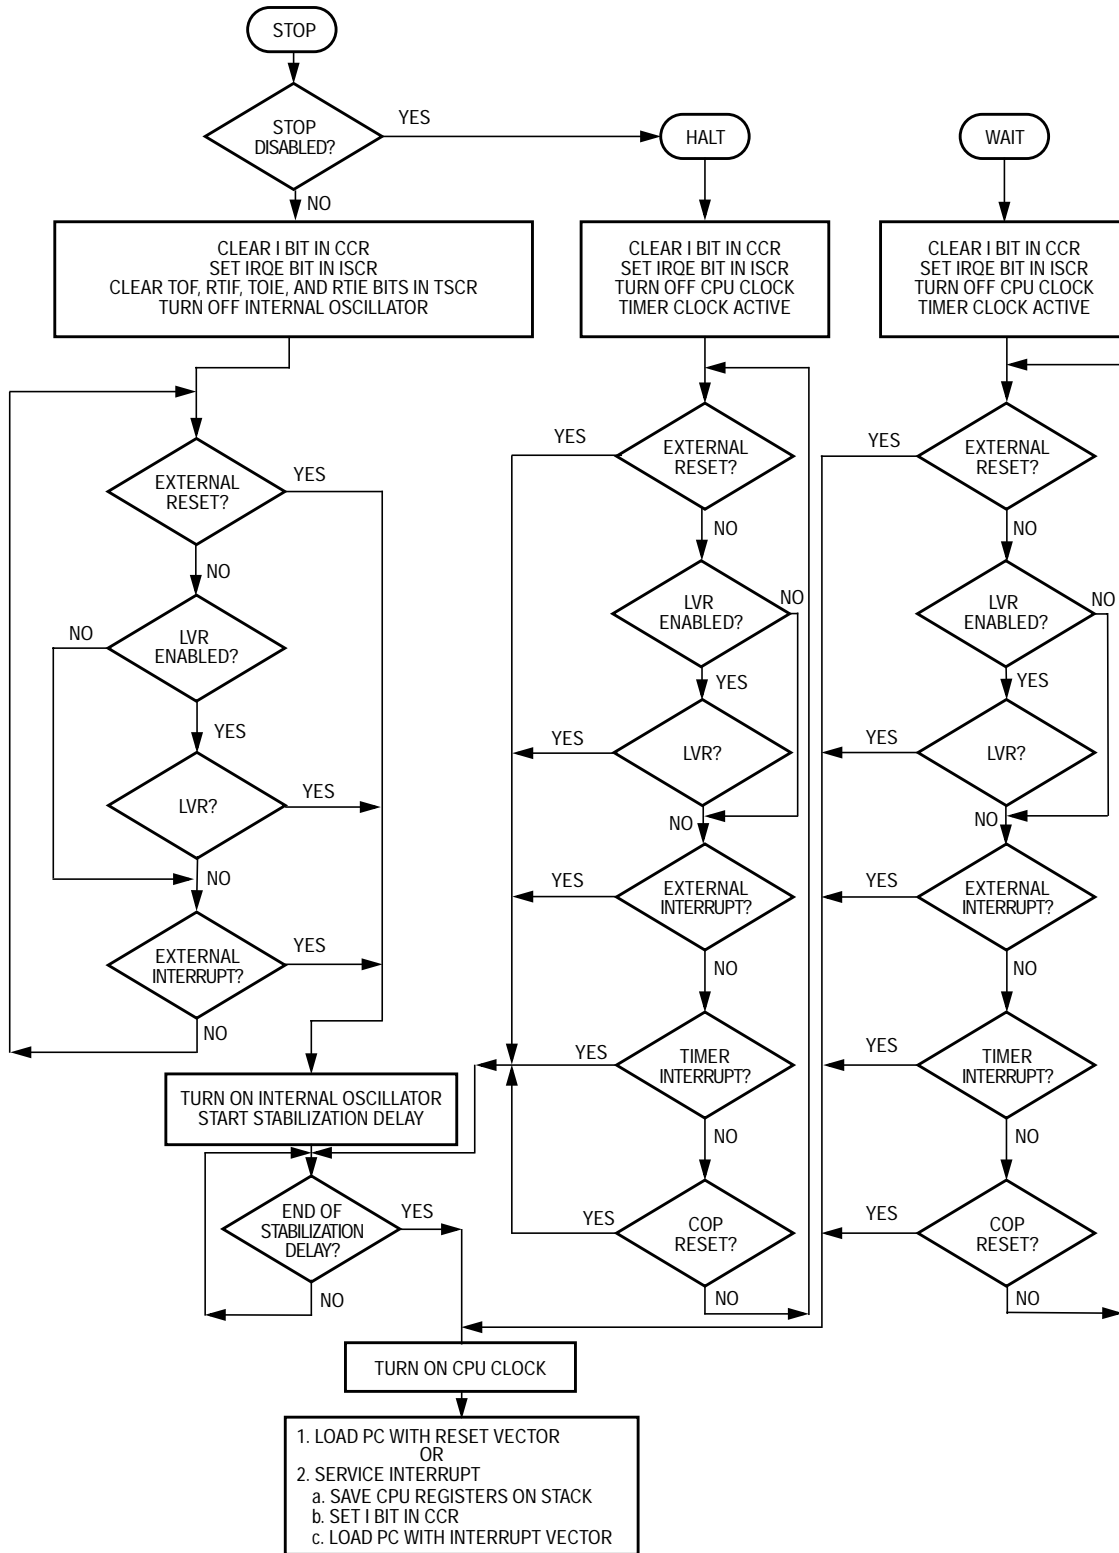 STOP
STOP
DISABLED?
YES
NO
HALT
WAIT
CLEAR I BIT IN CCR
SET IRQE BIT IN ISCR
CLEAR TOF, RTIF, TOIE, AND RTIE BITS IN TSCR
TURN OFF INTERNAL OSCILLATOR
CLEAR I BIT IN CCR
SET IRQE BIT IN ISCR
TURN OFF CPU CLOCK
TIMER CLOCK ACTIVE
CLEAR I BIT IN CCR
SET IRQE BIT IN ISCR
TURN OFF CPU CLOCK
TIMER CLOCK ACTIVE
EXTERNAL
RESET?
YES
NO
LVR
ENABLED?
NO
YES
LVR?
YES
NO
EXTERNAL
INTERRUPT?
YES
NO
TURN ON INTERNAL OSCILLATOR
START STABILIZATION DELAY
END OF
STABILIZATION
DELAY?
YES
NO
YES
EXTERNAL
RESET?
NO
LVR
ENABLED?
NO
YES
YES
LVR?
NO
YES
EXTERNAL
INTERRUPT?
NO
YES
TIMER
INTERRUPT?
NO
YES
COP
RESET?
NO
YES
EXTERNAL
RESET?
NO
LVR
ENABLED?
NO
YES
YES
LVR?
NO
YES
EXTERNAL
INTERRUPT?
NO
YES
TIMER
INTERRUPT?
NO
YES
COP
RESET?
NO
TURN ON CPU CLOCK
1. LOAD PC WITH RESET VECTOR
OR
2. SERVICE INTERRUPT
a. SAVE CPU REGISTERS ON STACK
b. SET I BIT IN CCR
c. LOAD PC WITH INTERRUPT VECTOR